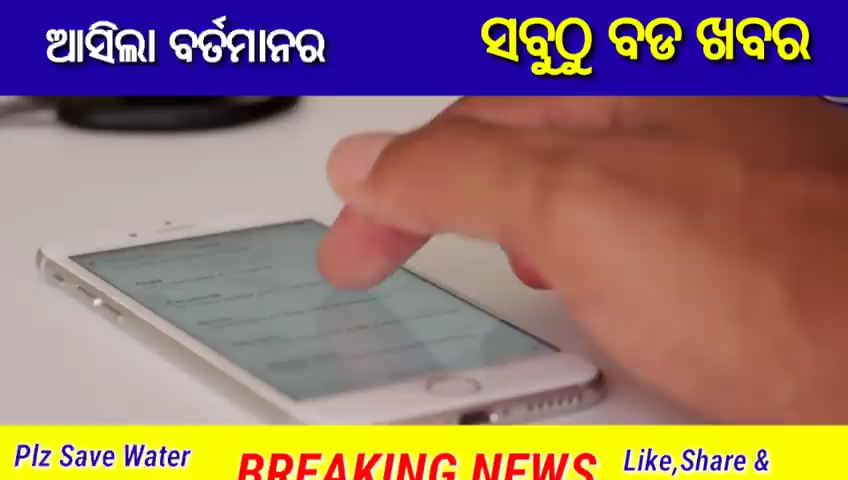 ଆସିଲା ବର୍ତମାନର
ସବୁଠୁ ବଡ ଖବର
Plz Save Water
BREAKING NEWS
Like,Share &